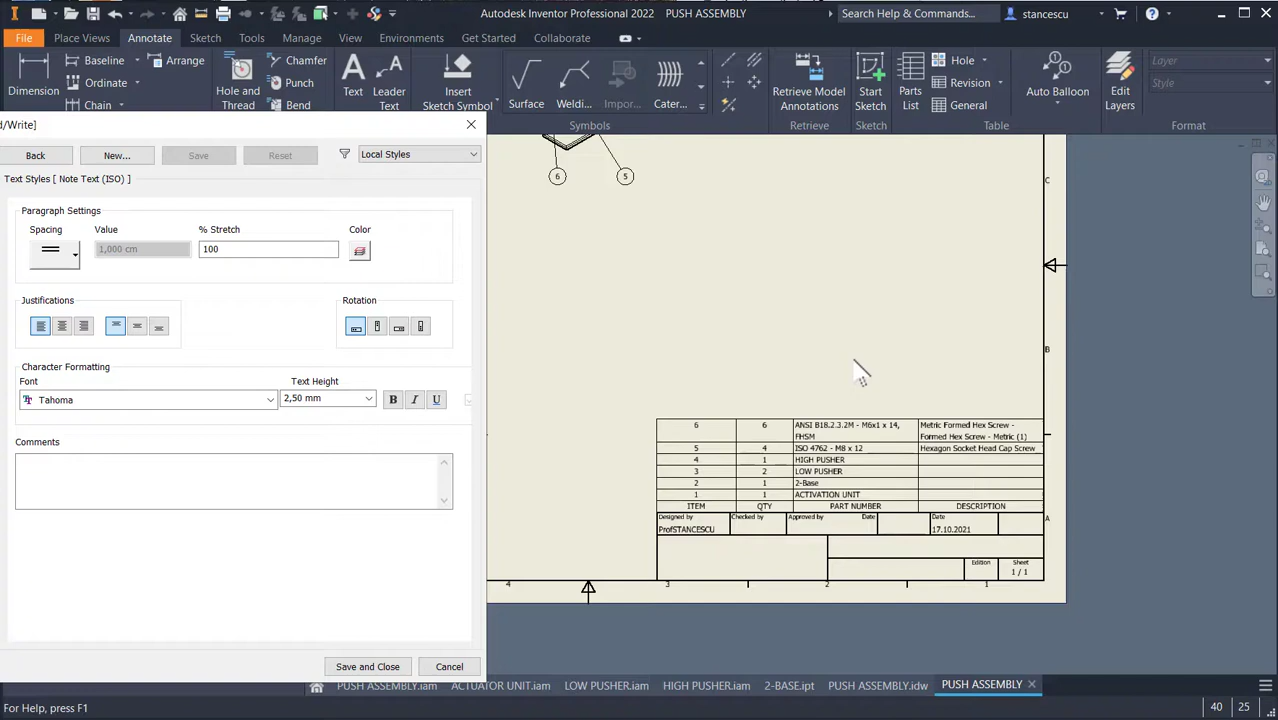 Autodesk Inventor Professional 2022 PUSH ASSEMBLY
Search Help & Commands...
stancescu
File Place Views Annotate Sketch Tools Manage View Environments Get Started Collaborate
Dimension
Baseline
Ordinate
Chain
Arrange
Hole and
Thread
Chamfer
Punch
Bend
Text
Leader
Text
Insert
Sketch Symbol
Surface
Weldi...
Impor...
Cater...
Symbols
Retrieve Model
Annotations
Retrieve
Start
Sketch
Sketch
Parts
List
Hole
Revision
General
Table
Auto Balloon
Edit
Layers
Layer
Style
Format
d/Write]
Back
New...
Save
Reset
Local Styles
Text Styles [ Note Text (ISO) ]
Paragraph Settings
Spacing
Value
% Stretch
Color
1,000 cm
100
Justifications
Rotation
Character Formatting
Font
Text Height
Tahoma
2,50 mm
B I U
Comments
Save and Close
Cancel
6
5
C
B
A
6 6 ANSI B18.2.3.2M - M6x1 x 14, FHSM Metric Formed Hex Screw - Formed Hex Screw - Metric (1)
5 4 ISO 4762 - M8 x 12 Hexagon Socket Head Cap Screw
4 1 HIGH PUSHER
3 2 LOW PUSHER
2 1 2-Base
1 1 ACTIVATION UNIT
ITEM QTY PART NUMBER DESCRIPTION
Designed by Checked by Approved by Date Date
ProfSTANCESCU 17.10.2021
Edition Sheet
1 / 1
4 3 2 1
PUSH ASSEMBLY.iam ACTUATOR UNIT.iam LOW PUSHER.iam HIGH PUSHER.iam 2-BASE.ipt PUSH ASSEMBLY.idw PUSH ASSEMBLY
For Help, press F1
40 25